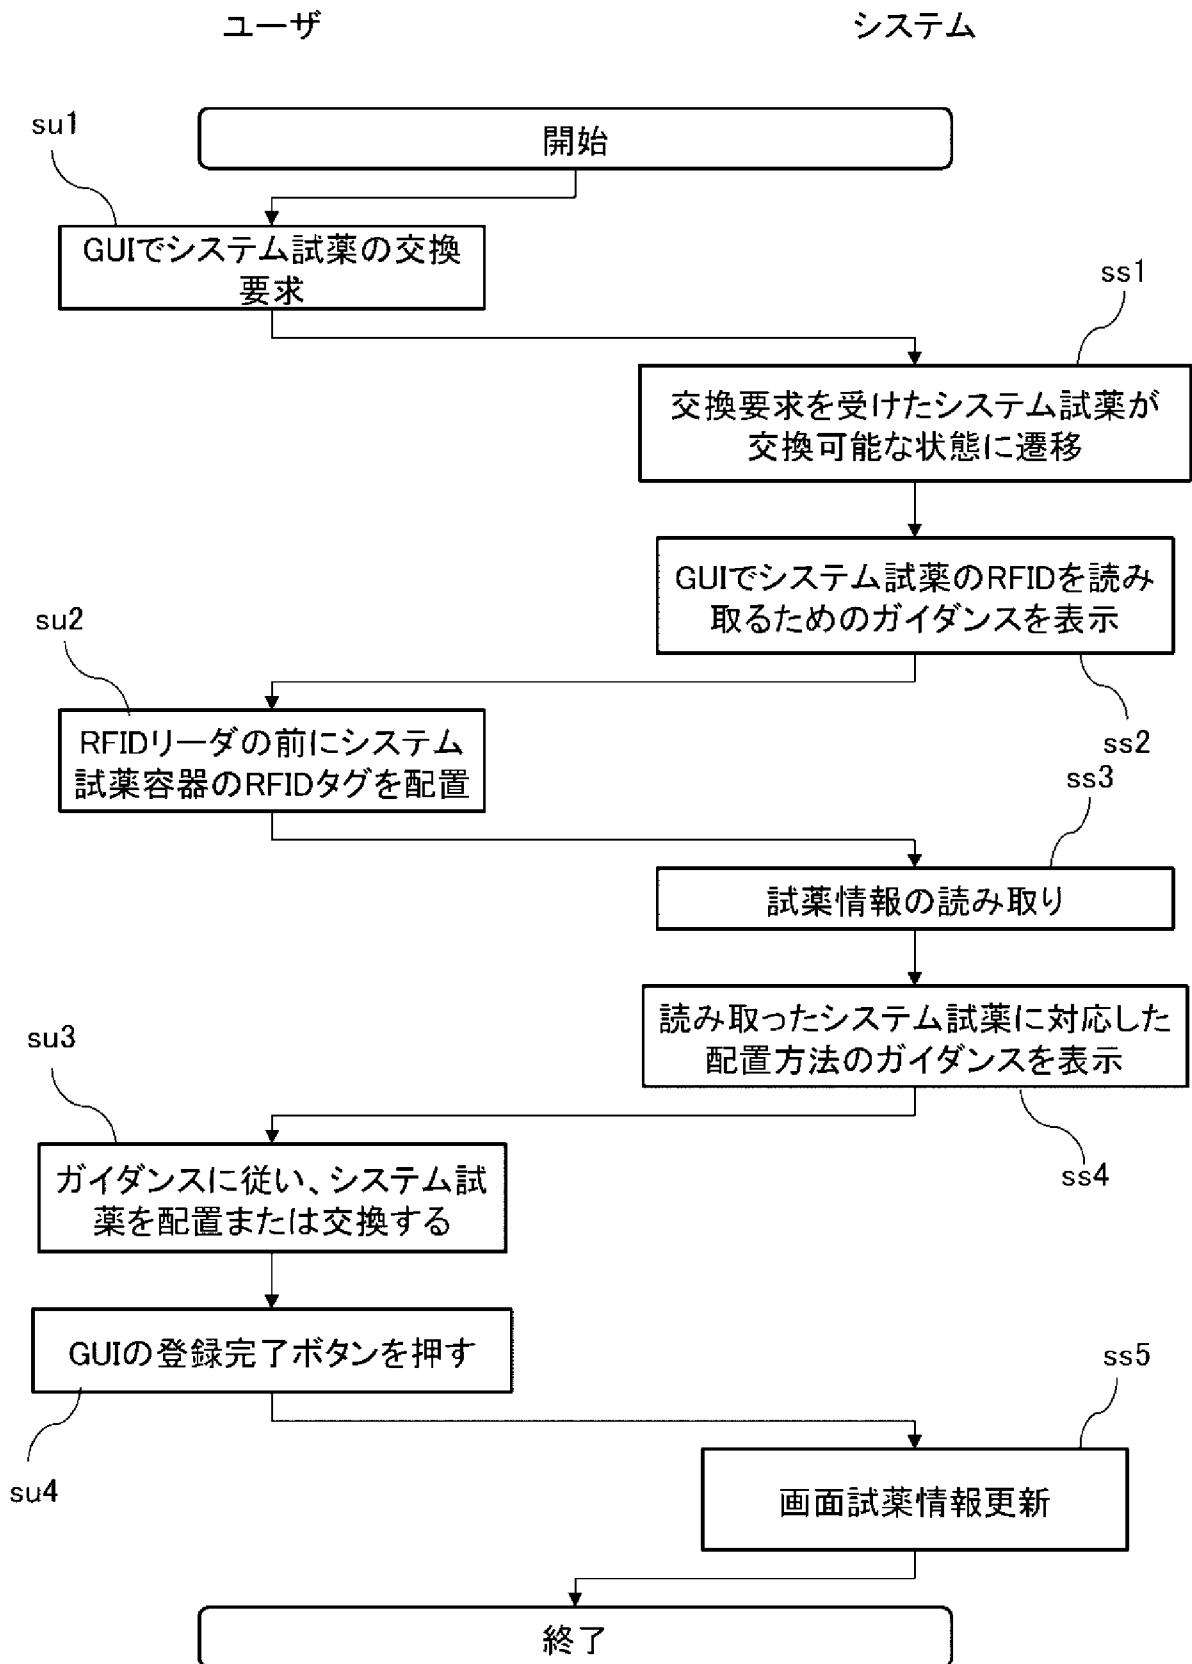 ユーザ
システム
su1
開始
GUIでシステム試薬の交換
要求
ss1
交換要求を受けたシステム試薬が
交換可能な状態に遷移
GUIでシステム試薬のRFIDを読み
取るためのガイダンスを表示
su2
ss2
RFIDリーダの前にシステム
試薬容器のRFIDタグを配置
ss3
試薬情報の読み取り
読み取ったシステム試薬に対応した
配置方法のガイダンスを表示
su3
ss4
ガイダンスに従い、システム試
薬を配置または交換する
GUIの登録完了ボタンを押す
su4
ss5
画面試薬情報更新
終了